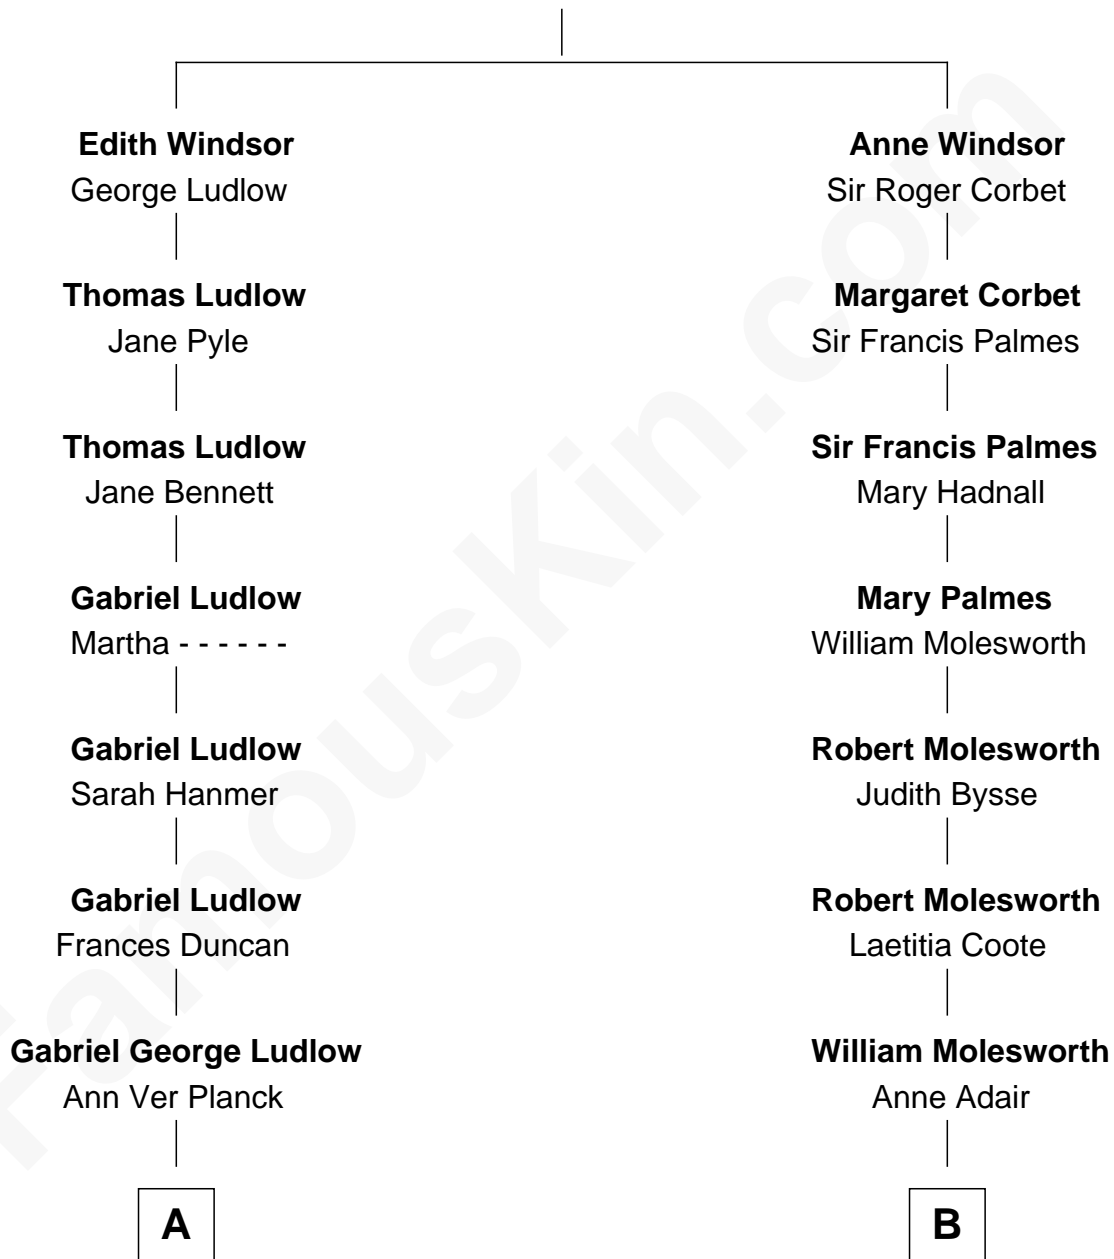 Edith Windsor
George Ludlow
Thomas Ludlow
Jane Pyle
Thomas Ludlow
Jane Bennett
Gabriel Ludlow
Martha - - - - - -
Gabriel Ludlow
Sarah Hanmer
Gabriel Ludlow
Frances Duncan
Gabriel George Ludlow
Ann Ver Planck
A
Anne Windsor
Sir Roger Corbet
Margaret Corbet
Sir Francis Palmes
Sir Francis Palmes
Mary Hadnall
Mary Palmes
William Molesworth
Robert Molesworth
Judith Bysse
Robert Molesworth
Laetitia Coote
William Molesworth
Anne Adair
B
FamousKin.com